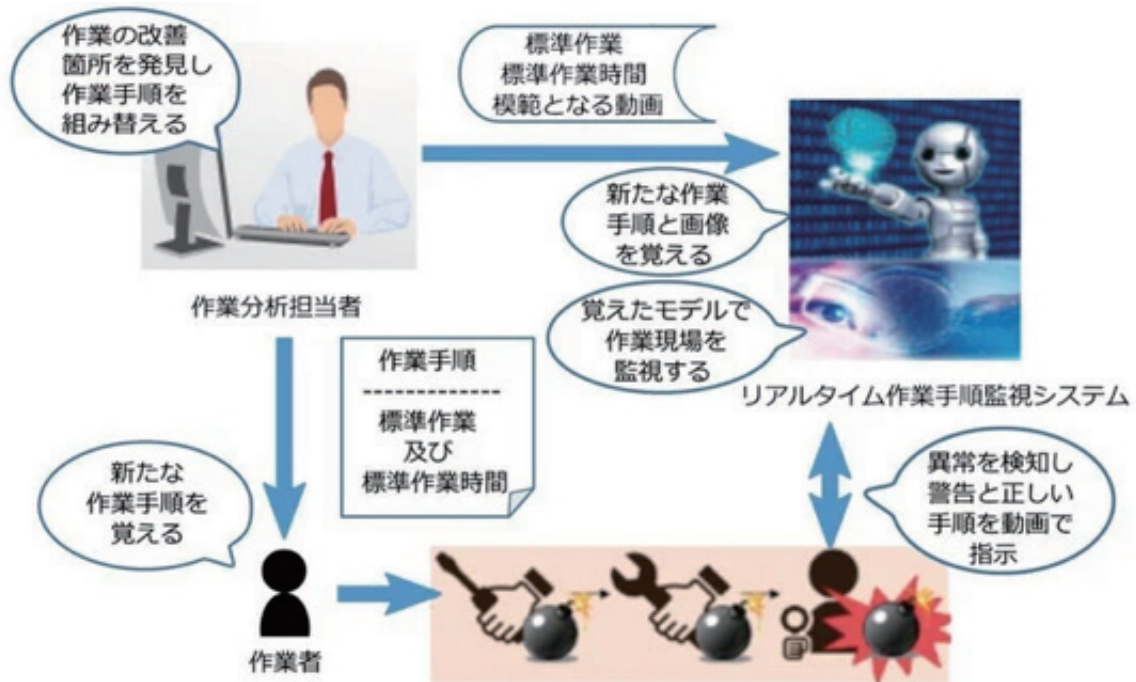 作業の改善
箇所を発見し
作業手順を
組み替える
標準作業
標準作業時間
模範となる動画
新たな作業
手順と画像
を覚える
作業分析担当者
覚えたモデルで
作業現場を
監視する
作業手順
-------------
標準作業
及び
標準作業時間
リアルタイム作業手順監視システム
新たな
作業手順を
覚える
異常を検知し
警告と正しい
手順を動画で
指示
作業者